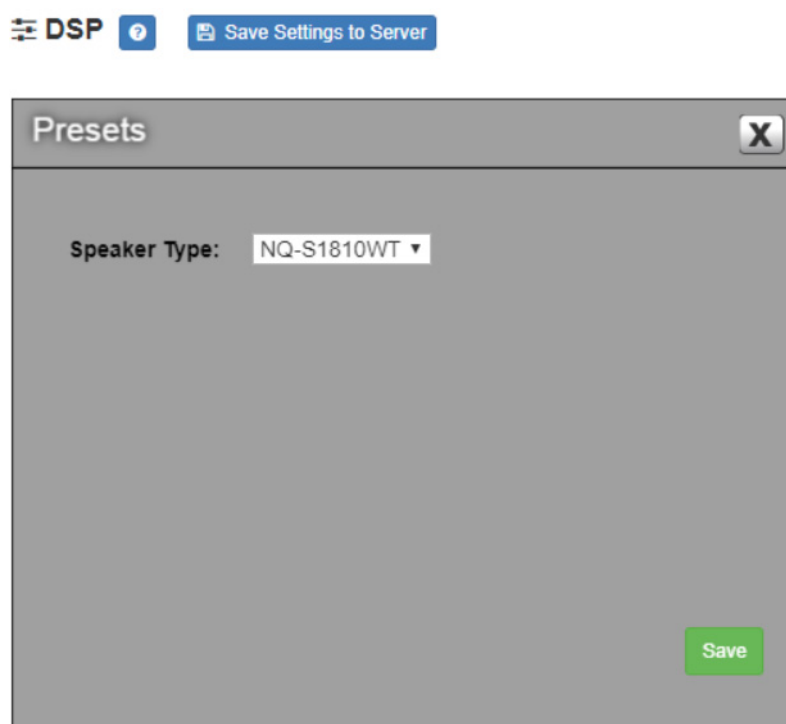 DSP ? Save Settings to Server
Presets X
Speaker Type: NQ-S1810WT
Save